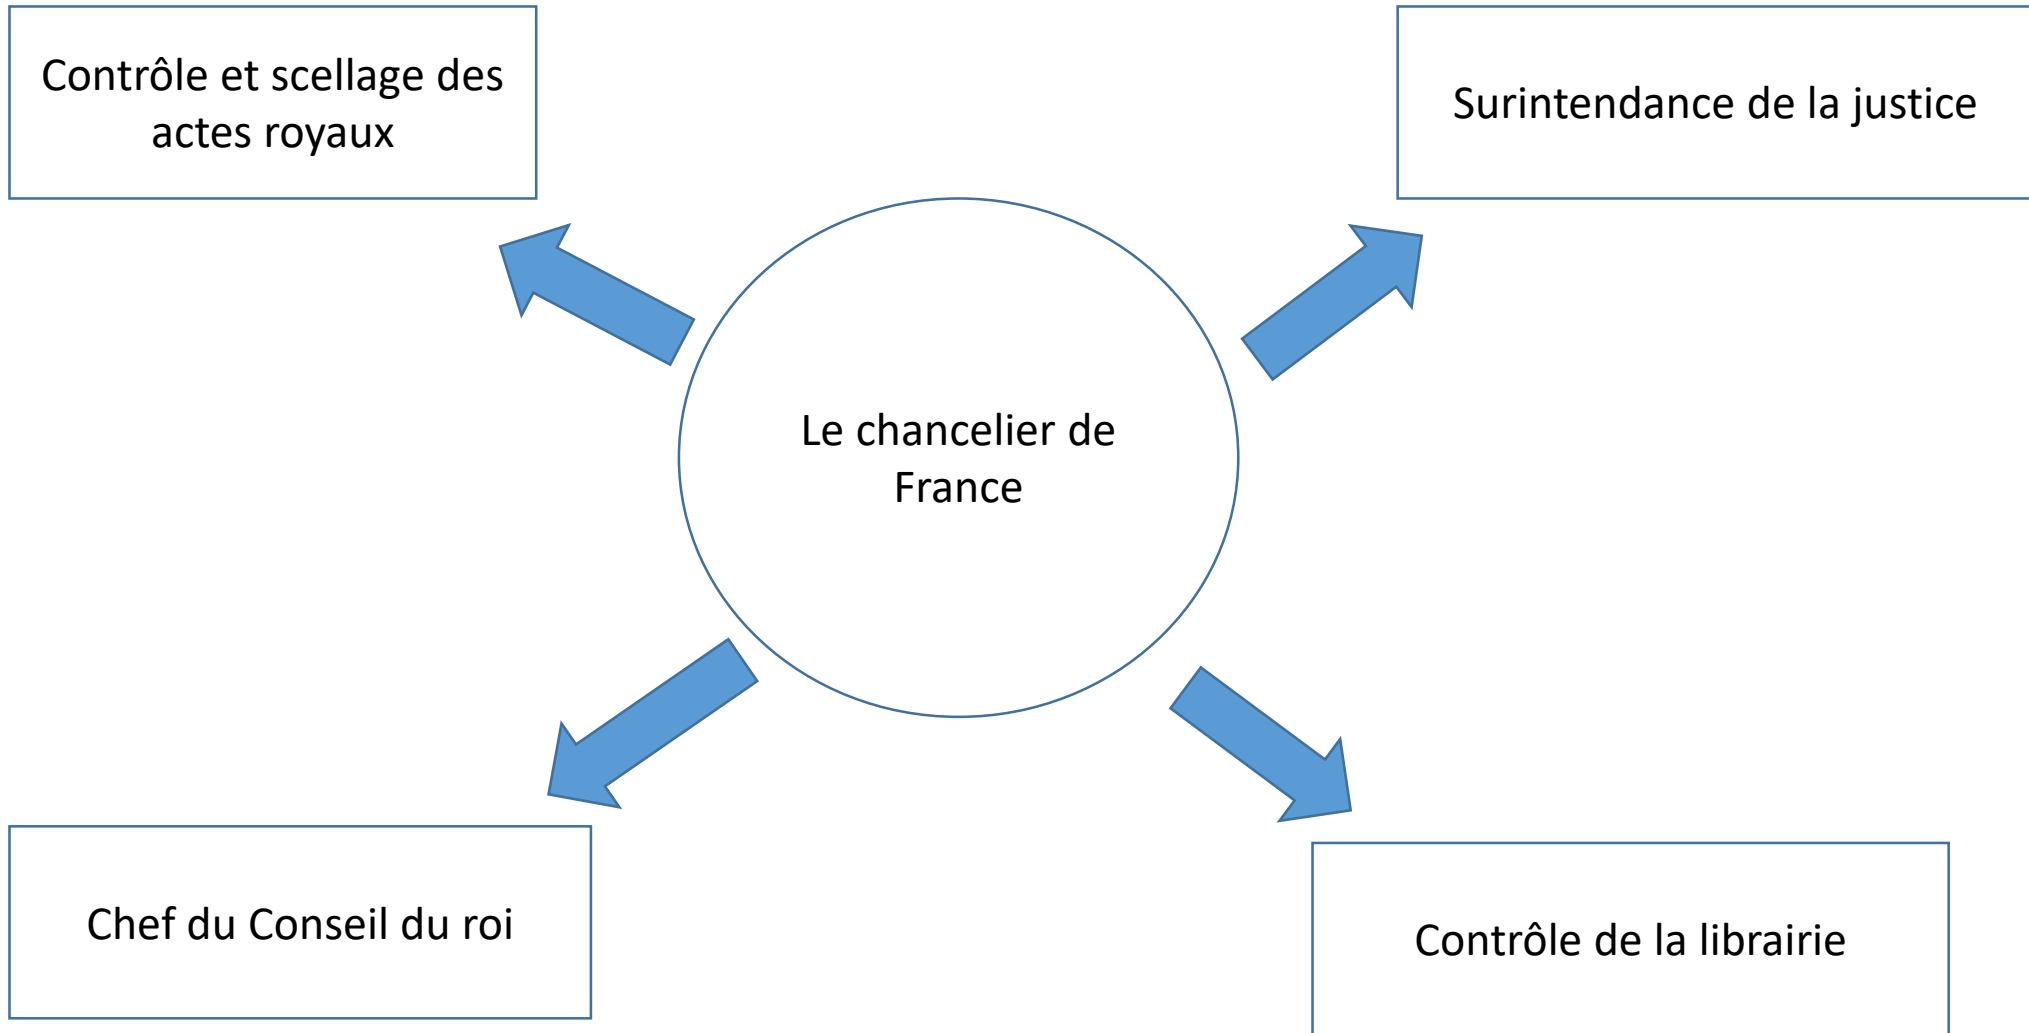 Contrôle et scellage des
actes royaux
Surintendance de la justice
Le chancelier de
France
Chef du Conseil du roi
Contrôle de la librairie